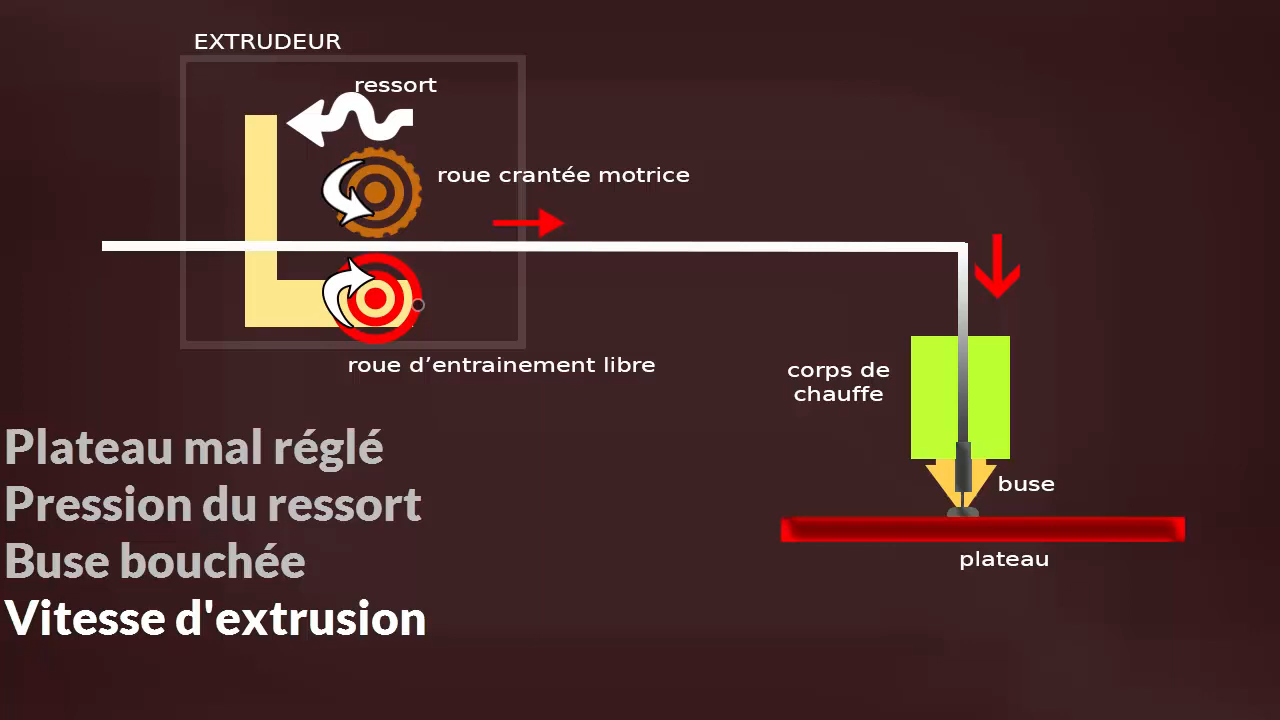 EXTRUDEUR
ressort
roue crantée motrice
roue d’entrainement libre
corps de
chauffe
buse
plateau
Plateau mal réglé
Pression du ressort
Buse bouchée
Vitesse d'extrusion